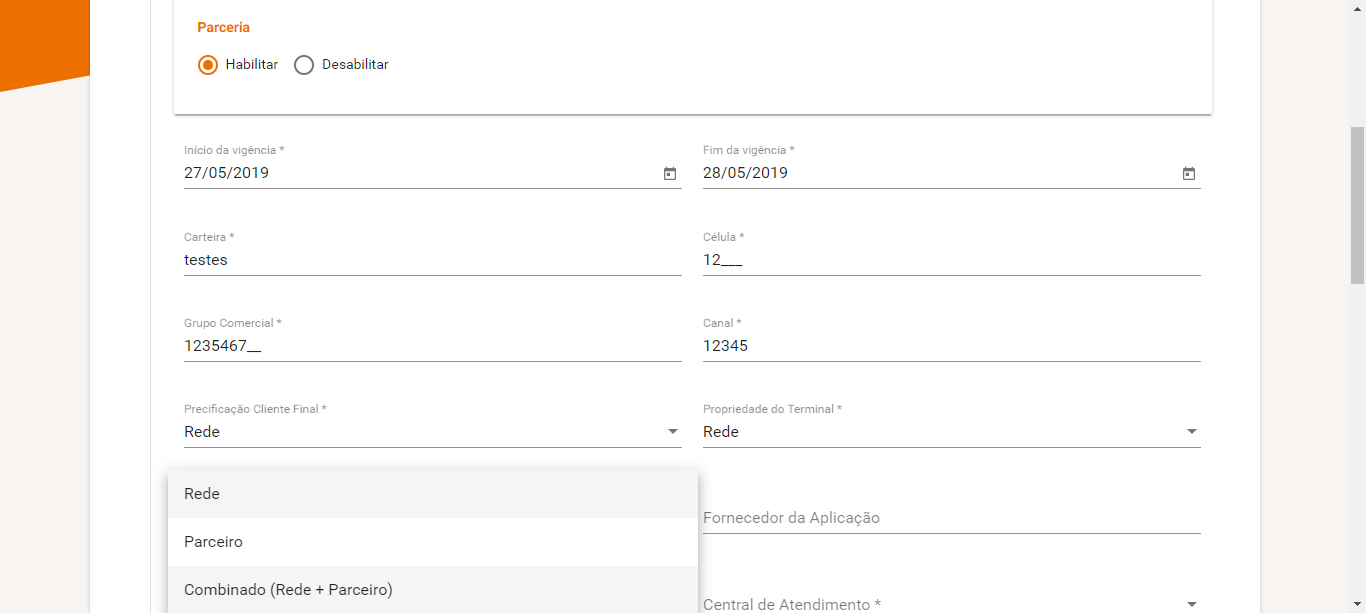 Parceria
Habilitar Desabilitar
Início da vigência * Fim da vigência *
27/05/2019 28/05/2019
Carteira * Célula *
testes 12___
Grupo Comercial * Canal *
1235467__ 12345
Precificação Cliente Final * Propriedade do Terminal *
Rede Rede
Rede
Fornecedor da Aplicação
Parceiro
Combinado (Rede + Parceiro)
Central de Atendimento *